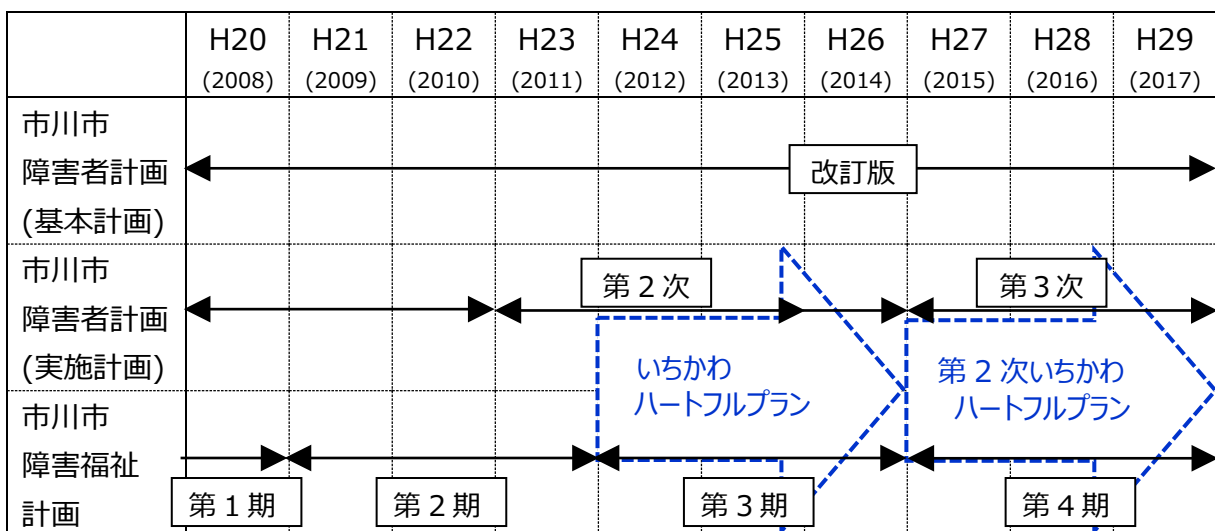 H20 H21 H22 H23 H24 H25 H26 H27 H28 H29
(2008) (2009) (2010) (2011) (2012) (2013) (2014) (2015) (2016) (2017)
市川市
障害者計画
(基本計画)
改訂版
市川市
障害者計画
(実施計画)
第２次
第３次
いちかわ
ハートフルプラン
第２次いちかわ
ハートフルプラン
市川市
障害福祉
計画
第１期
第２期
第３期
第４期